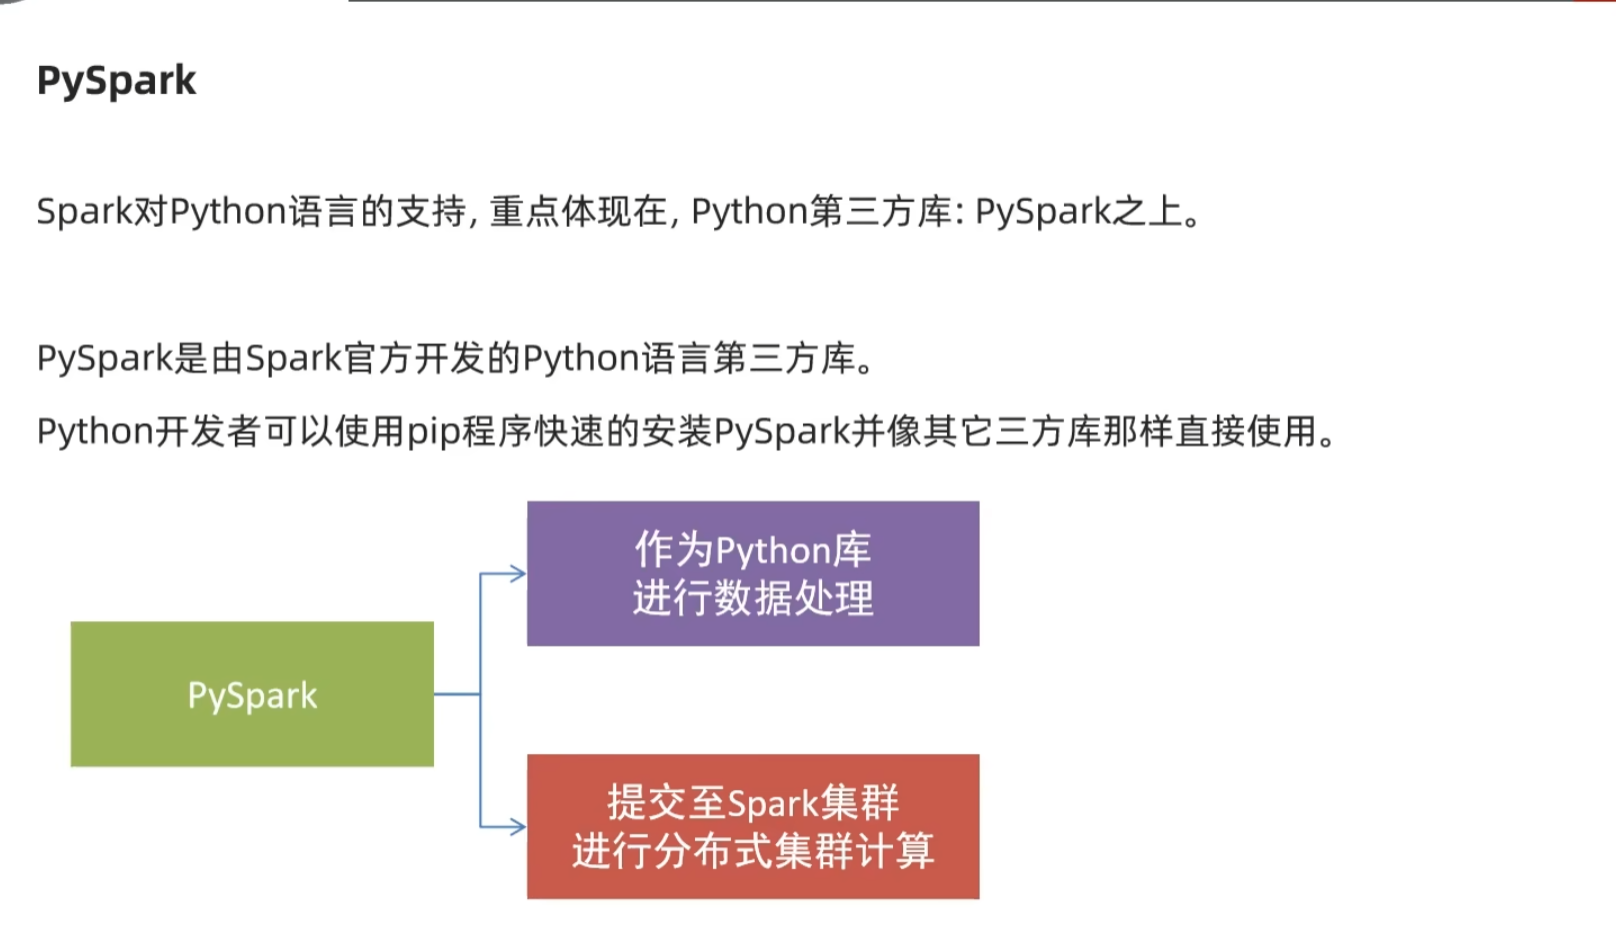 PySpark
Spark对Python语言的支持, 重点体现在, Python第三方库: PySpark之上。
PySpark是由Spark官方开发的Python语言第三方库。
Python开发者可以使用pip程序快速的安装PySpark并像其它三方库那样直接使用。
作为Python库
进行数据处理
PySpark
提交至Spark集群
进行分布式集群计算